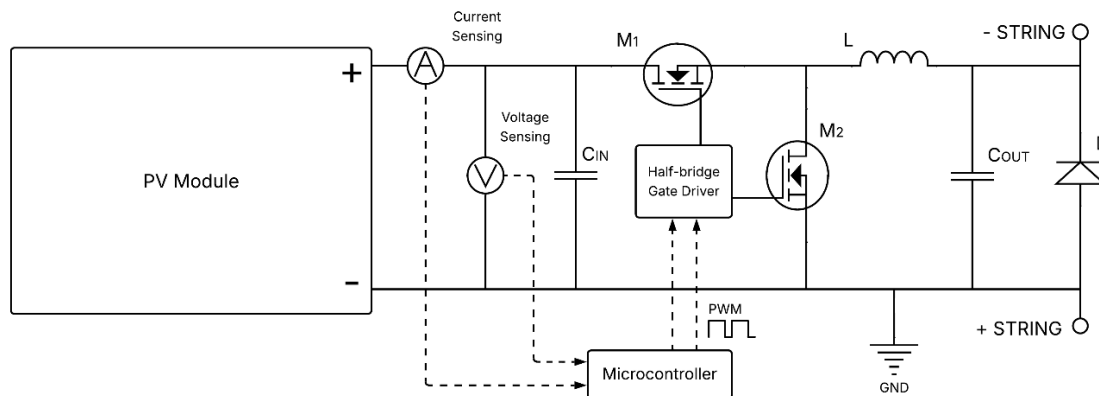 Current
Sensing
M1
L
- STRING
+
A
Voltage
Sensing
M2
PV Module
V
CIN
Half-bridge
Gate Driver
COUT
-
PWM
+ STRING
Microcontroller
GND